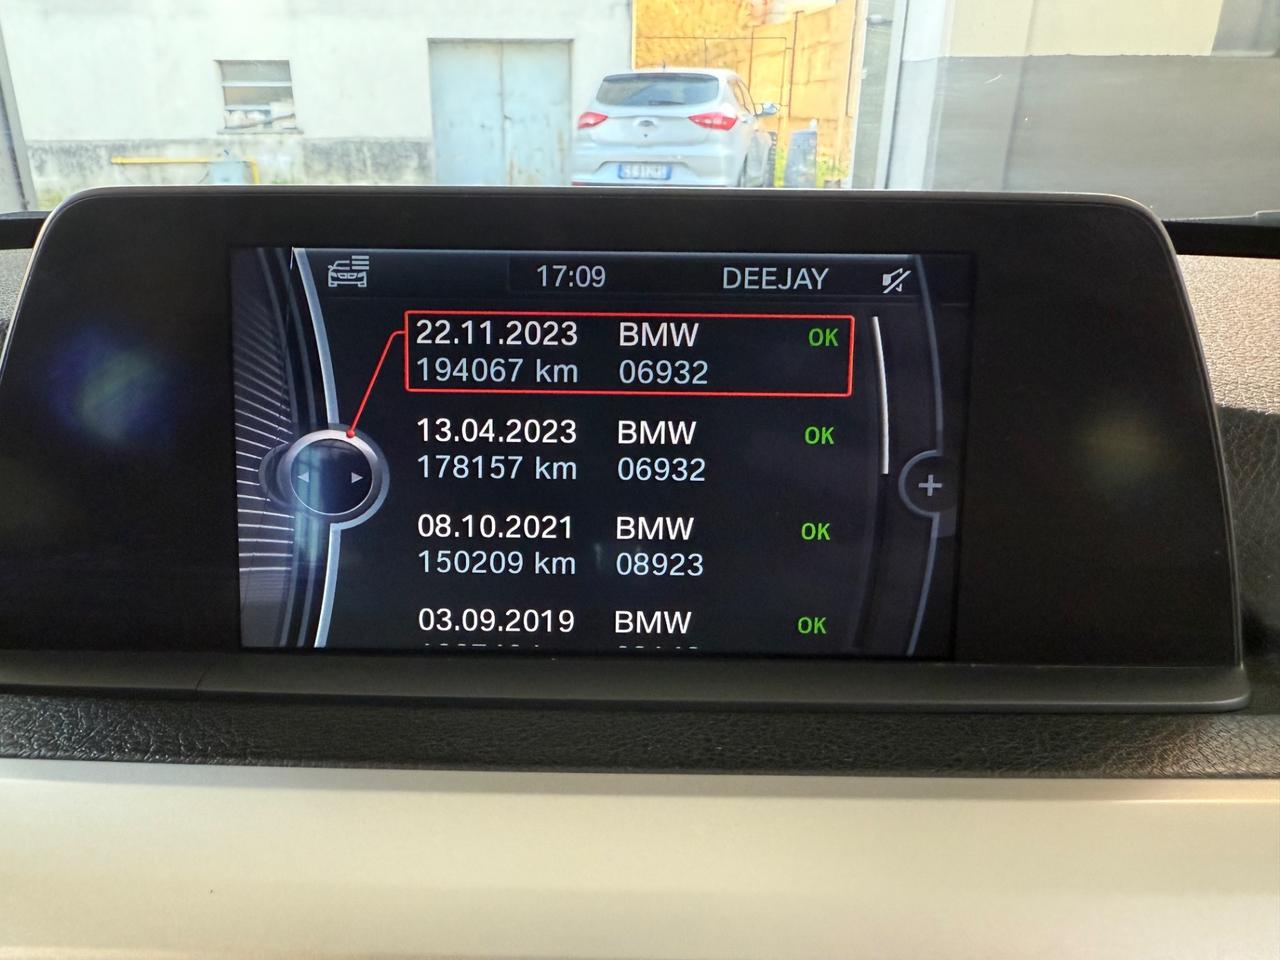 17:09 DEEJAY
22.11.2023 BMW OK
194067 km 06932
13.04.2023 BMW OK
178157 km 06932
08.10.2021 BMW OK
150209 km 08923
03.09.2019 BMW OK